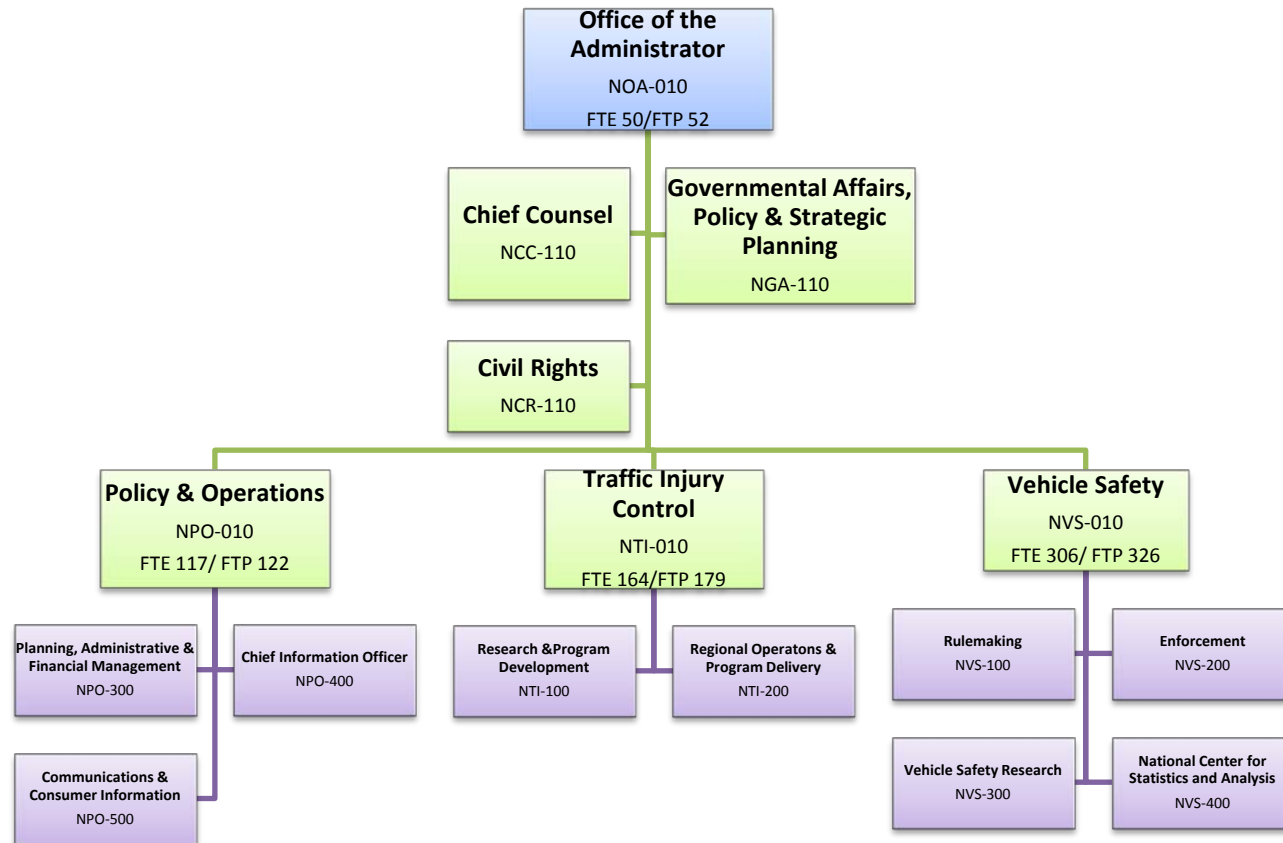 Office of the
Administrator
NOA-010
FTE 50/FTP 52
Chief Counsel
NCC-110
Governmental Affairs,
Policy & Strategic
Planning
NGA-110
Civil Rights
NCR-110
Policy & Operations
NPO-010
FTE 117/ FTP 122
Traffic Injury
Control
NTI-010
FTE 164/FTP 179
Vehicle Safety
NVS-010
FTE 306/ FTP 326
Planning, Administrative &
Financial Management
NPO-300
Chief Information Officer
NPO-400
Communications &
Consumer Information
NPO-500
Research &Program
Development
NTI-100
Regional Operatons &
Program Delivery
NTI-200
Rulemaking
NVS-100
Enforcement
NVS-200
Vehicle Safety Research
NVS-300
National Center for
Statistics and Analysis
NVS-400